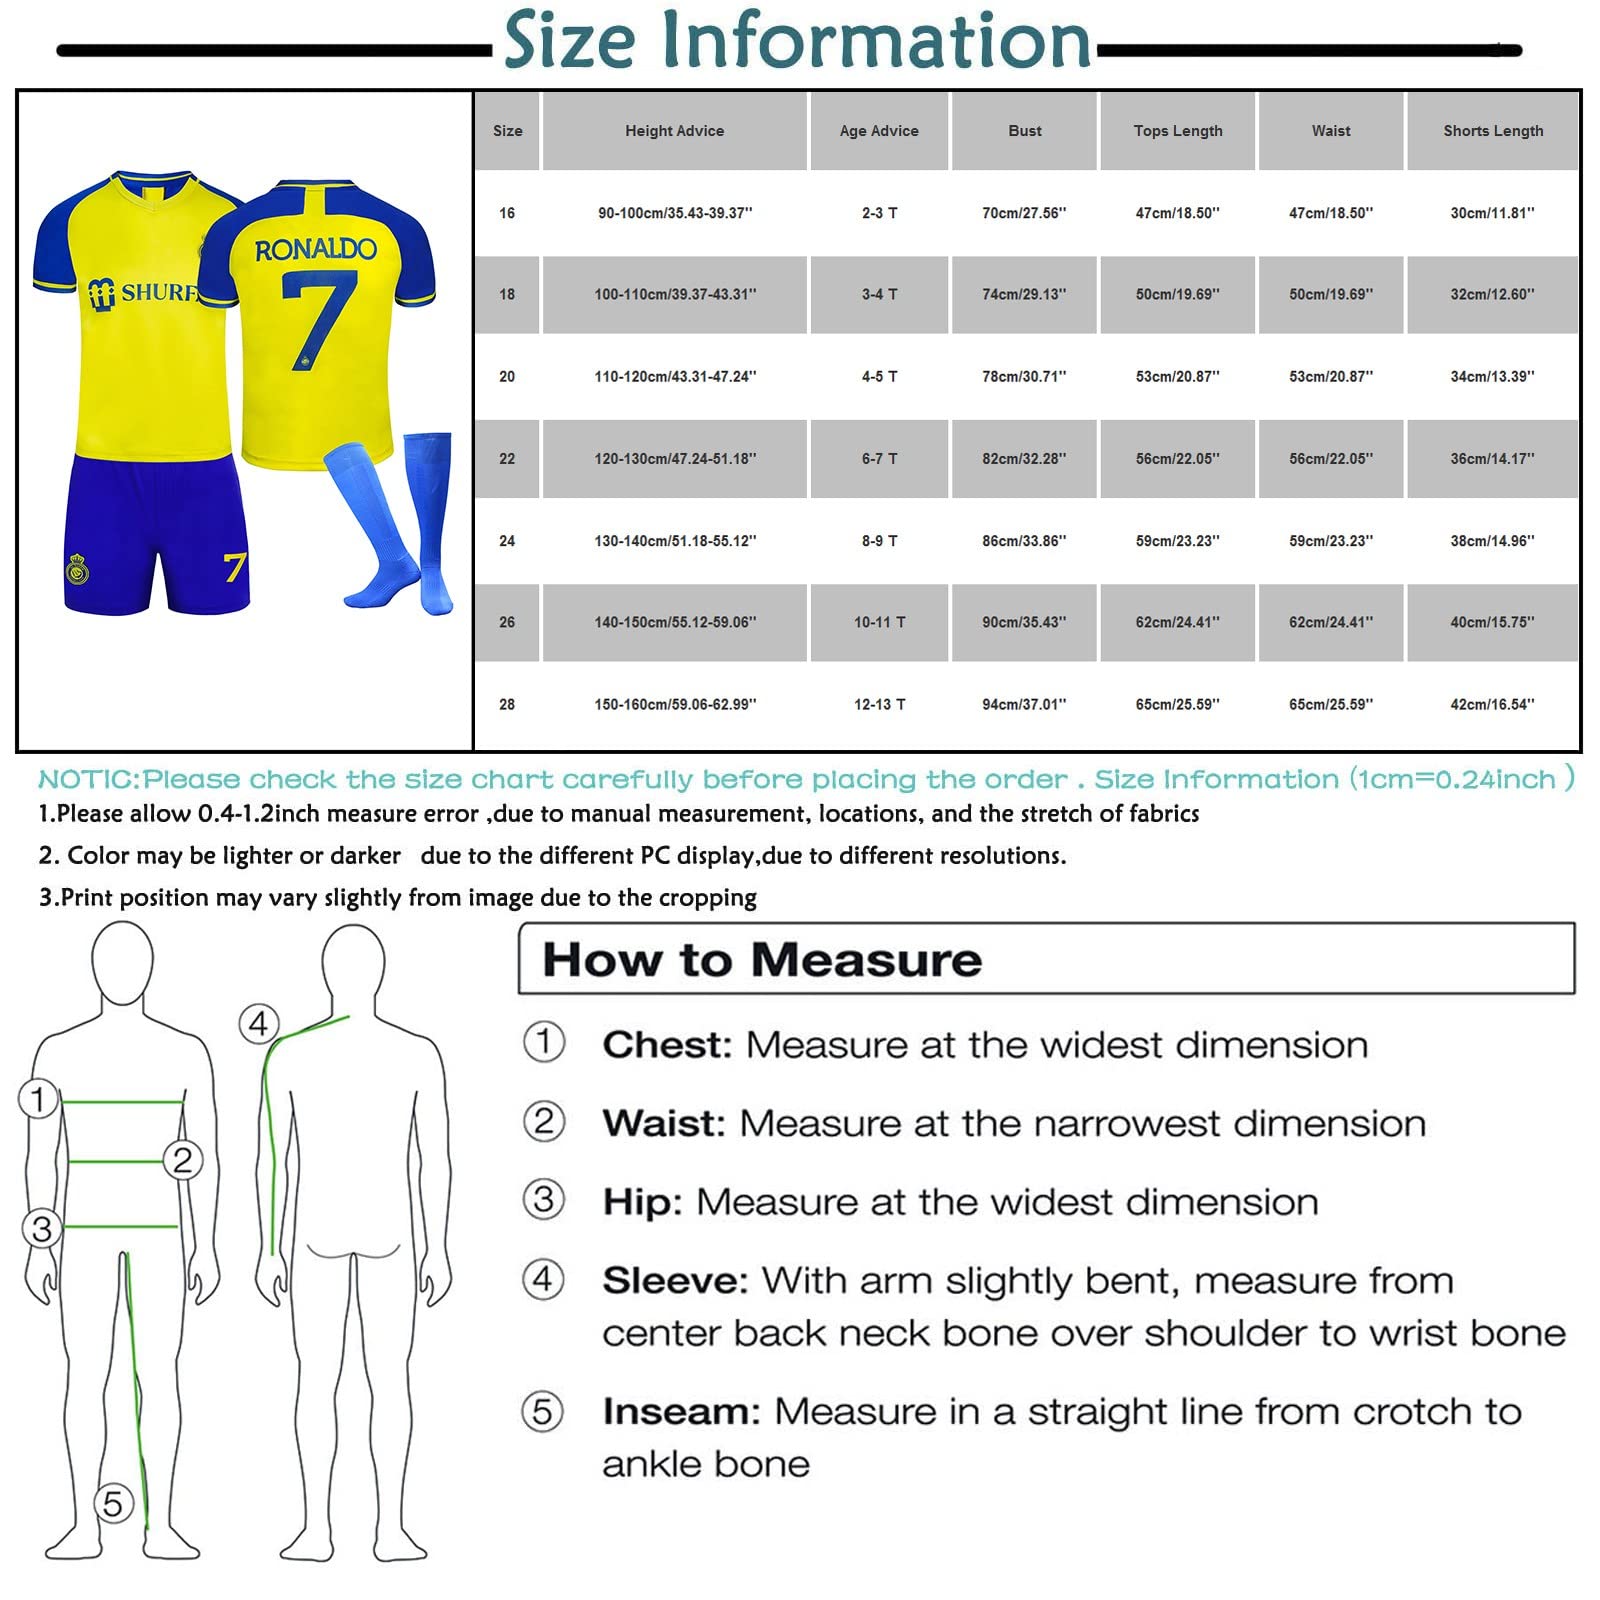 Size Information
Size Height Advice Age Advice Bust Tops Length Waist Shorts Length
16 90-100cm/35.43-39.37'' 2-3 T 70cm/27.56'' 47cm/18.50'' 47cm/18.50'' 30cm/11.81''
18 100-110cm/39.37-43.31'' 3-4 T 74cm/29.13'' 50cm/19.69'' 50cm/19.69'' 32cm/12.60''
20 110-120cm/43.31-47.24'' 4-5 T 78cm/30.71'' 53cm/20.87'' 53cm/20.87'' 34cm/13.39''
22 120-130cm/47.24-51.18'' 6-7 T 82cm/32.28'' 56cm/22.05'' 56cm/22.05'' 36cm/14.17''
24 130-140cm/51.18-55.12'' 8-9 T 86cm/33.86'' 59cm/23.23'' 59cm/23.23'' 38cm/14.96''
26 140-150cm/55.12-59.06'' 10-11 T 90cm/35.43'' 62cm/24.41'' 62cm/24.41'' 40cm/15.75''
28 150-160cm/59.06-62.99'' 12-13 T 94cm/37.01'' 65cm/25.59'' 65cm/25.59'' 42cm/16.54''
RONALDO
7
SHURF
7
NOTIC:Please check the size chart carefully before placing the order . Size Information (1cm=0.24inch )
1.Please allow 0.4-1.2inch measure error ,due to manual measurement, locations, and the stretch of fabrics
2. Color may be lighter or darker due to the different PC display,due to different resolutions.
3.Print position may vary slightly from image due to the cropping
1
2
3
4
5
How to Measure
1 Chest: Measure at the widest dimension
2 Waist: Measure at the narrowest dimension
3 Hip: Measure at the widest dimension
4 Sleeve: With arm slightly bent, measure from
center back neck bone over shoulder to wrist bone
5 Inseam: Measure in a straight line from crotch to
ankle bone